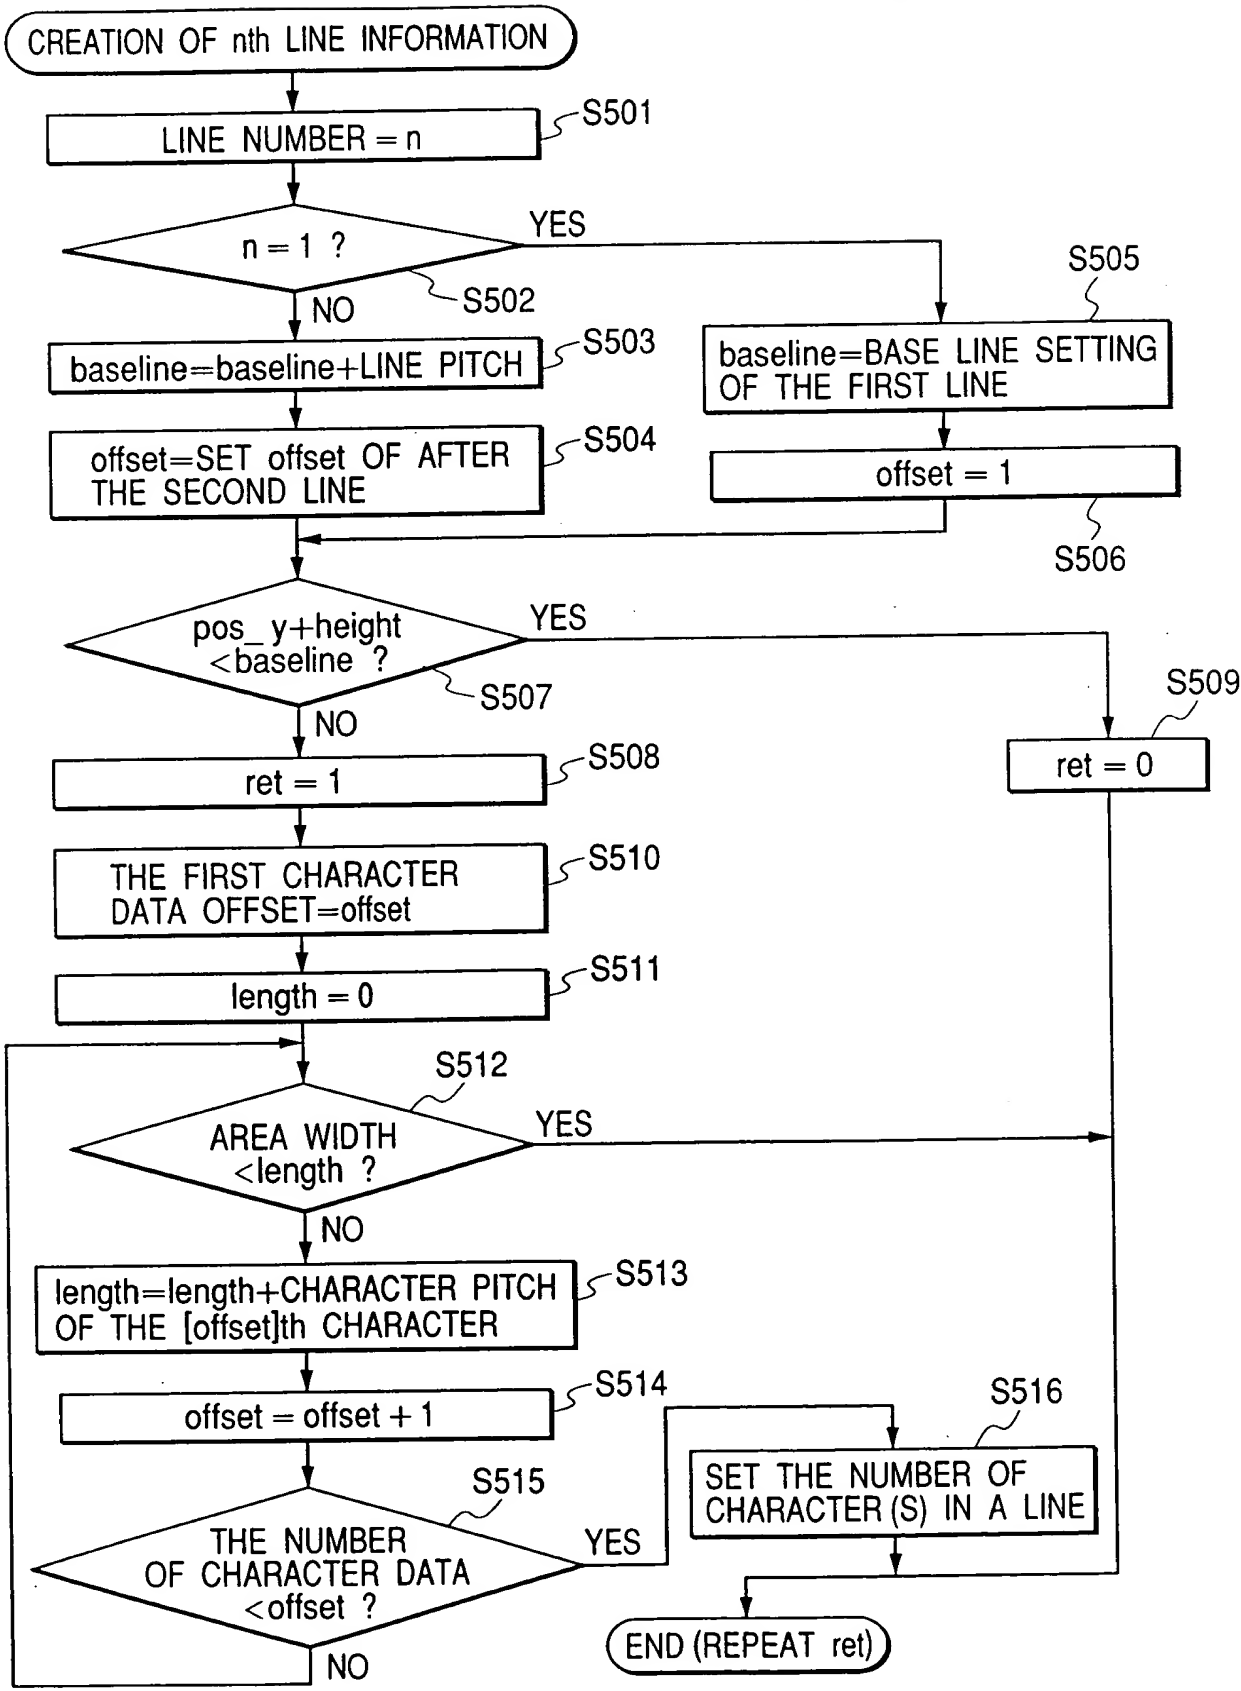 CREATION OF nth LINE INFORMATION
S501
LINE NUMBER = n
YES
n = 1 ?
S502
NO
S505
S503
baseline=baseline+LINE PITCH
baseline=BASE LINE SETTING
OF THE FIRST LINE
S504
offset=SET offset OF AFTER
THE SECOND LINE
offset = 1
S506
YES
pos_ y+height
<baseline ?
S507
NO
S509
S508
ret = 1
ret = 0
S510
THE FIRST CHARACTER
DATA OFFSET=offset
S511
length = 0
S512
AREA WIDTH
<length ?
YES
NO
S513
length=length+CHARACTER PITCH
OF THE [offset]th CHARACTER
S514
offset = offset + 1
S516
SET THE NUMBER OF
CHARACTER (S) IN A LINE
S515
THE NUMBER
OF CHARACTER DATA
<offset ?
YES
NO
END (REPEAT ret)